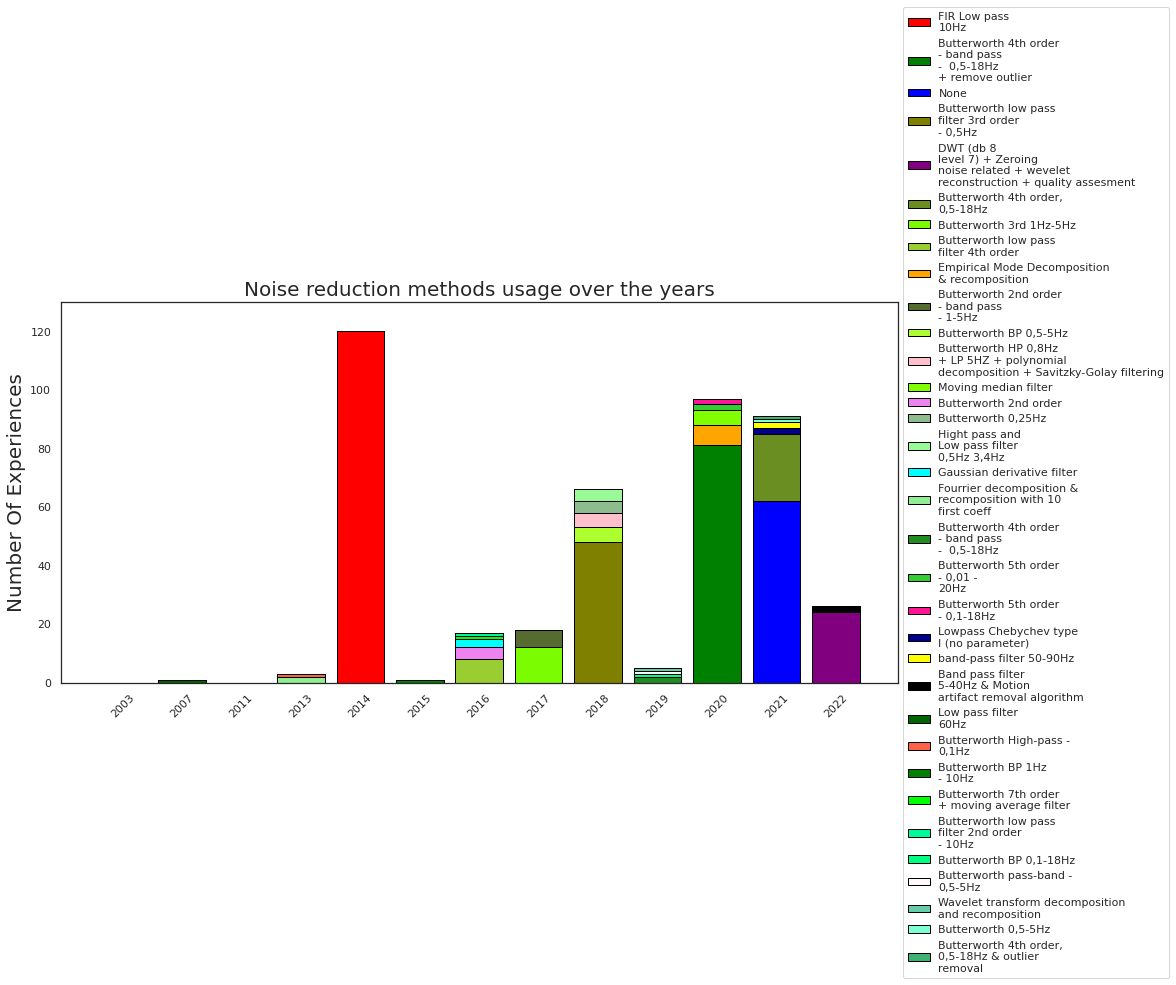 Noise reduction methods usage over the years
Number Of Experiences
120
100
80
60
40
20
0
2003
2007
2011
2013
2014
2015
2016
2017
2018
2019
2020
2021
2022
FIR Low pass
10Hz
Butterworth 4th order
- band pass
-  0,5-18Hz
+ remove outlier
None
Butterworth low pass
filter 3rd order
- 0,5Hz
DWT (db 8
level 7) + Zeroing
noise related + wevelet
reconstruction + quality assesment
Butterworth 4th order,
0,5-18Hz
Butterworth 3rd 1Hz-5Hz
Butterworth low pass
filter 4th order
Empirical Mode Decomposition
& recomposition
Butterworth 2nd order
- band pass
- 1-5Hz
Butterworth BP 0,5-5Hz
Butterworth HP 0,8Hz
+ LP 5HZ + polynomial
decomposition + Savitzky-Golay filtering
Moving median filter
Butterworth 2nd order
Butterworth 0,25Hz
Hight pass and
Low pass filter
0,5Hz 3,4Hz
Gaussian derivative filter
Fourrier decomposition &
recomposition with 10
first coeff
Butterworth 4th order
- band pass
-  0,5-18Hz
Butterworth 5th order
- 0,01 -
20Hz
Butterworth 5th order
- 0,1-18Hz
Lowpass Chebychev type
I (no parameter)
band-pass filter 50-90Hz
Band pass filter
5-40Hz & Motion
artifact removal algorithm
Low pass filter
60Hz
Butterworth High-pass -
0,1Hz
Butterworth BP 1Hz
- 10Hz
Butterworth 7th order
+ moving average filter
Butterworth low pass
filter 2nd order
- 10Hz
Butterworth BP 0,1-18Hz
Butterworth pass-band -
0,5-5Hz
Wavelet transform decomposition
and recomposition
Butterworth 0,5-5Hz
Butterworth 4th order,
0,5-18Hz & outlier
removal